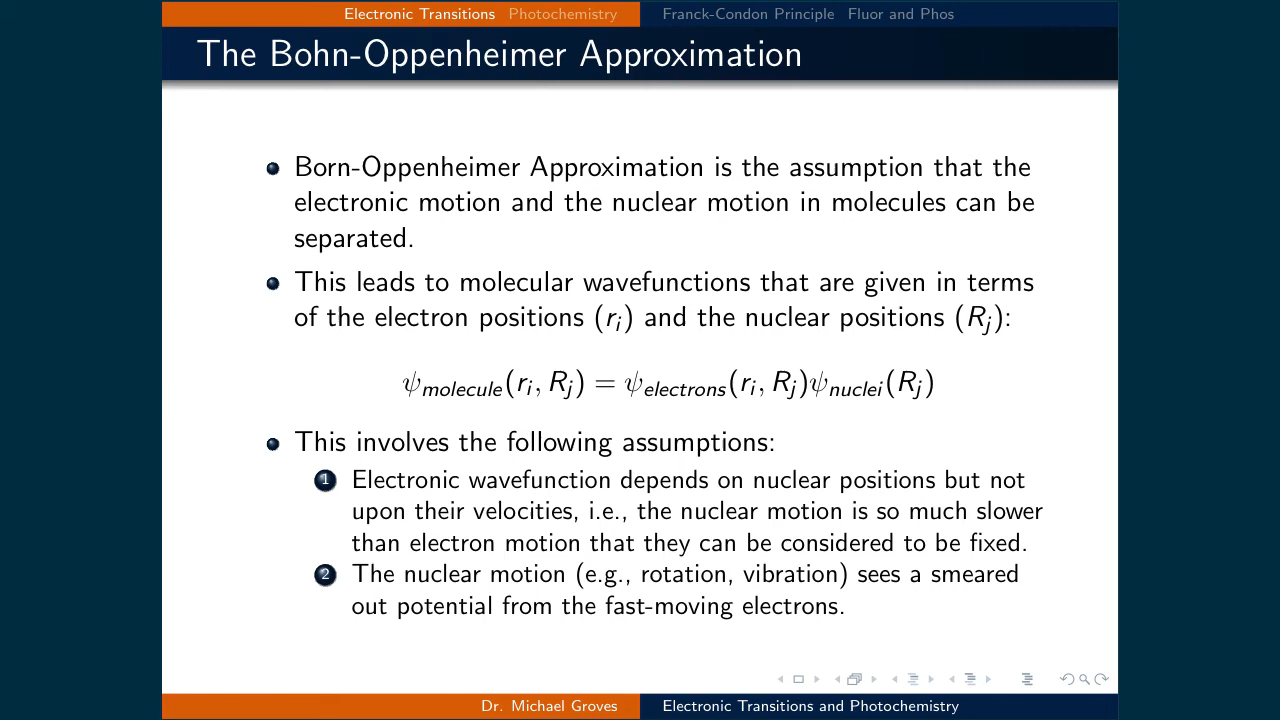 Electronic Transitions Photochemistry Franck-Condon Principle Fluor and Phos
The Bohn-Oppenheimer Approximation
Born-Oppenheimer Approximation is the assumption that the
electronic motion and the nuclear motion in molecules can be
separated.
This leads to molecular wavefunctions that are given in terms
of the electron positions (r_i) and the nuclear positions (R_j):
ψ_molecule(r_i, R_j) = ψ_electrons(r_i, R_j)ψ_nuclei(R_j)
This involves the following assumptions:
1 Electronic wavefunction depends on nuclear positions but not
upon their velocities, i.e., the nuclear motion is so much slower
than electron motion that they can be considered to be fixed.
2 The nuclear motion (e.g., rotation, vibration) sees a smeared
out potential from the fast-moving electrons.
Dr. Michael Groves Electronic Transitions and Photochemistry